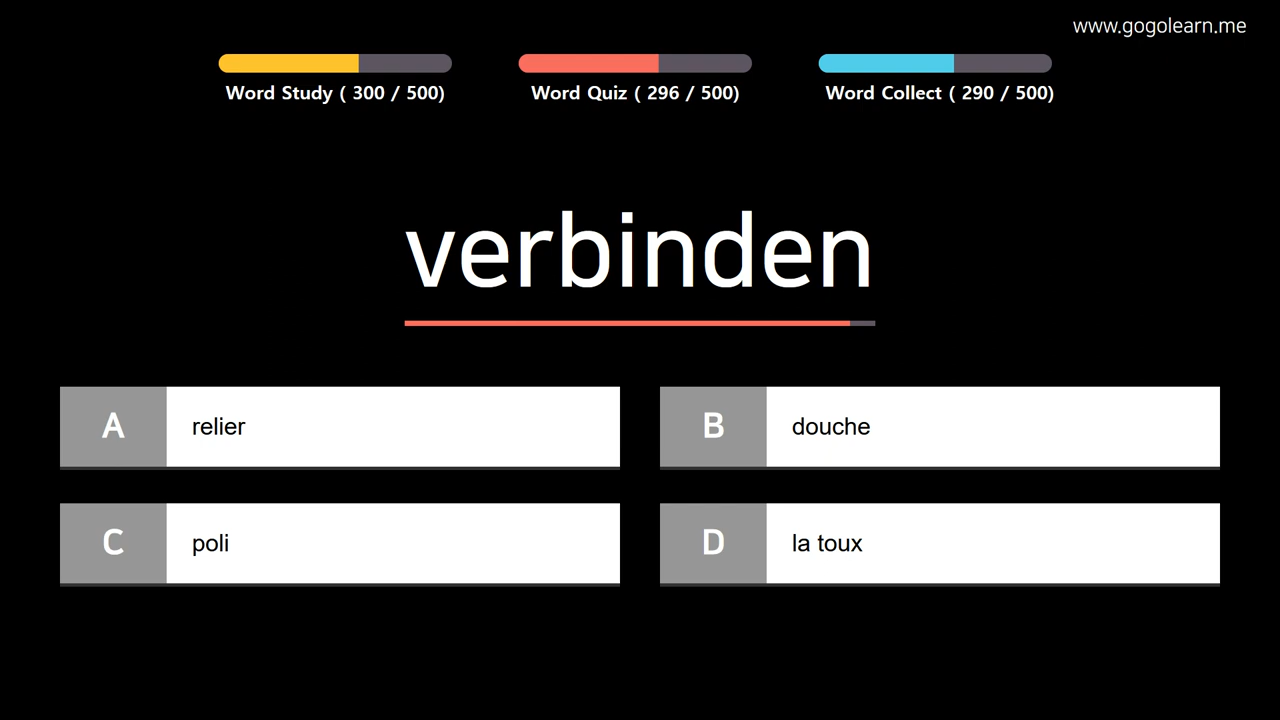 www.gogolearn.me
Word Study ( 300 / 500)
Word Quiz ( 296 / 500)
Word Collect ( 290 / 500)
verbinden
A relier
B douche
C poli
D la toux